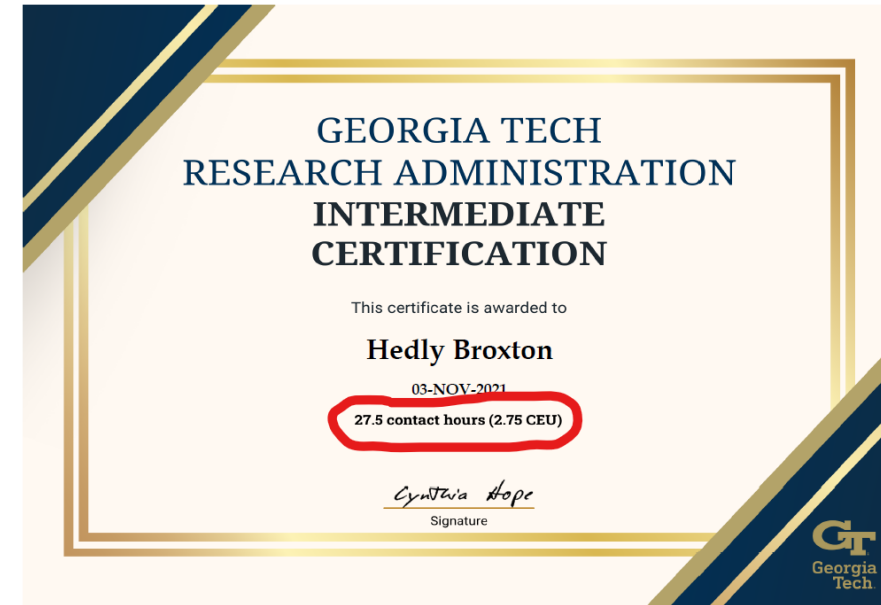 GEORGIA TECH
RESEARCH ADMINISTRATION
INTERMEDIATE
CERTIFICATION
This certificate is awarded to
Hedly Broxton
03-NOV-2021
27.5 contact hours (2.75 CEU)
Cynthia Hope
Signature
GT
Georgia
Tech